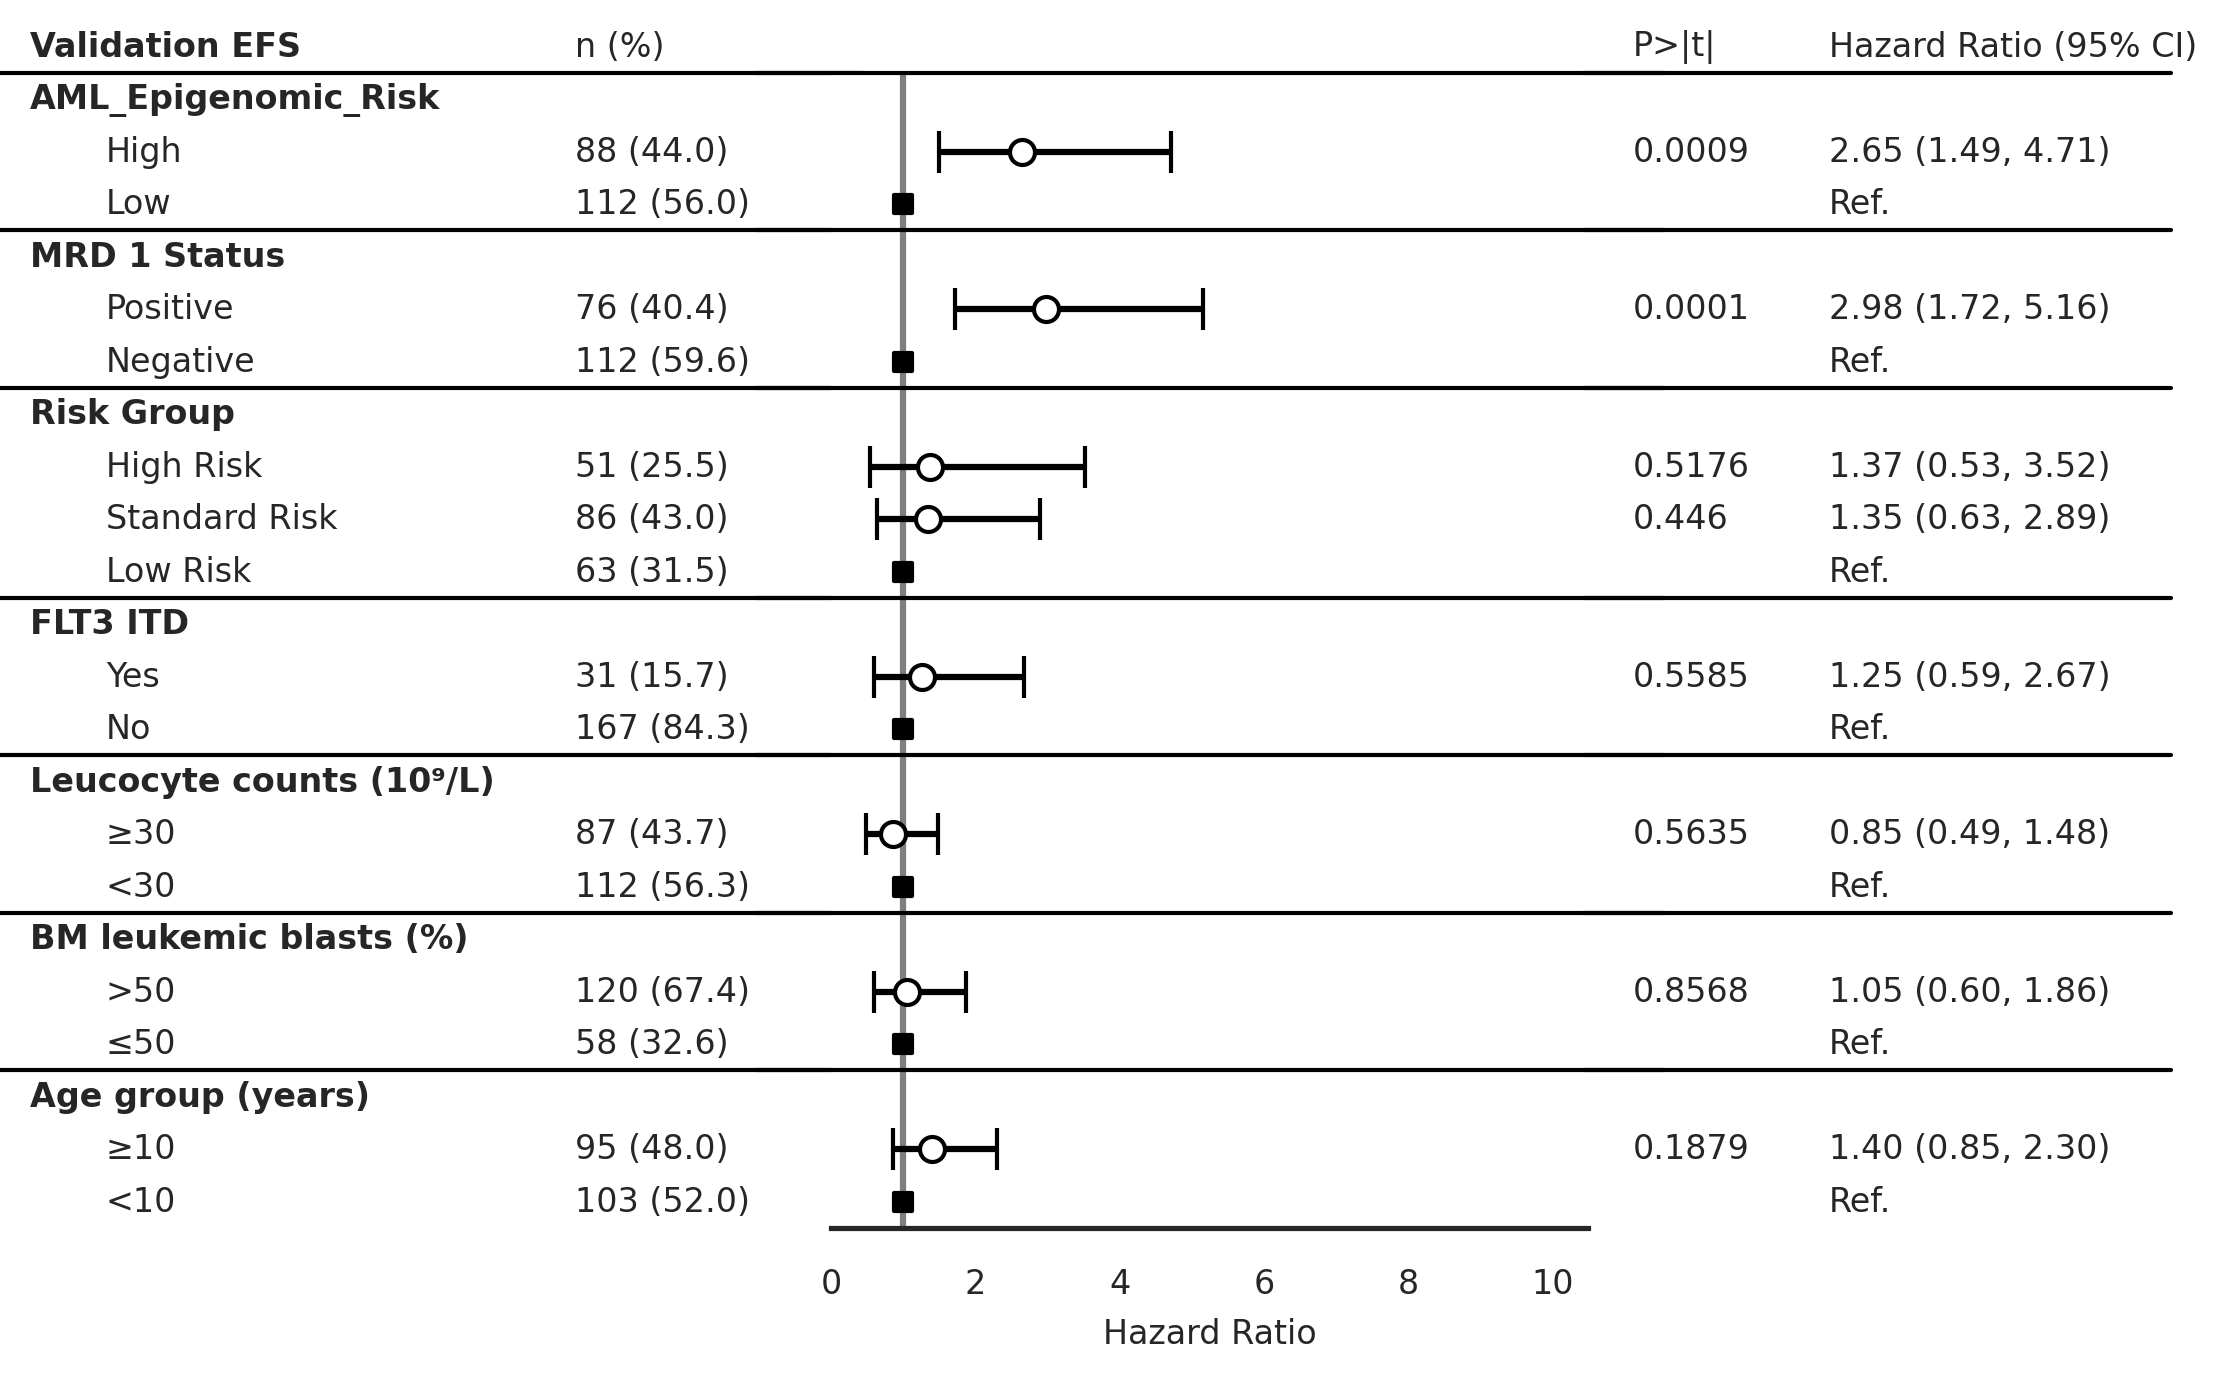 Validation EFS n (%) P>|t| Hazard Ratio (95% CI)
AML_Epigenomic_Risk
High 88 (44.0) 0.0009 2.65 (1.49, 4.71)
Low 112 (56.0) Ref.
MRD 1 Status
Positive 76 (40.4) 0.0001 2.98 (1.72, 5.16)
Negative 112 (59.6) Ref.
Risk Group
High Risk 51 (25.5) 0.5176 1.37 (0.53, 3.52)
Standard Risk 86 (43.0) 0.446 1.35 (0.63, 2.89)
Low Risk 63 (31.5) Ref.
FLT3 ITD
Yes 31 (15.7) 0.5585 1.25 (0.59, 2.67)
No 167 (84.3) Ref.
Leucocyte counts (10⁹/L)
≥30 87 (43.7) 0.5635 0.85 (0.49, 1.48)
<30 112 (56.3) Ref.
BM leukemic blasts (%)
>50 120 (67.4) 0.8568 1.05 (0.60, 1.86)
≤50 58 (32.6) Ref.
Age group (years)
≥10 95 (48.0) 0.1879 1.40 (0.85, 2.30)
<10 103 (52.0) Ref.
0 2 4 6 8 10
Hazard Ratio